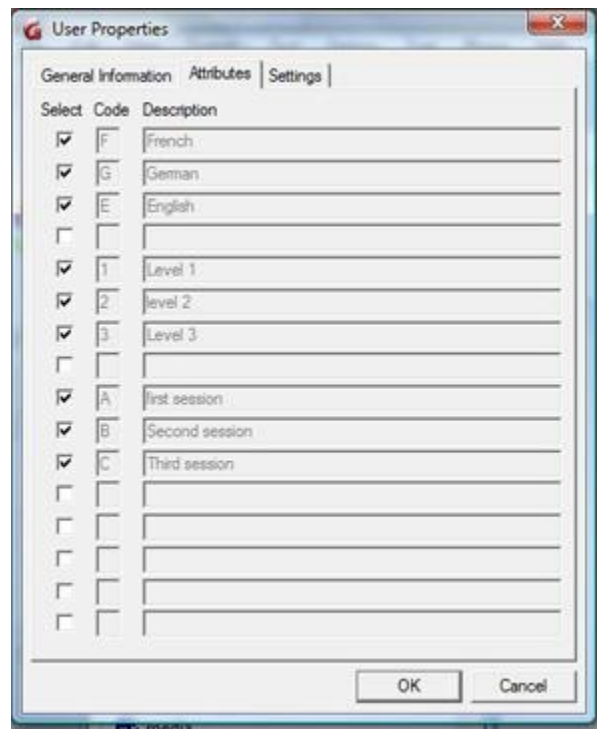 User Properties
General Information Attributes Settings
Select Code Description
F French
G German
E English
1 Level 1
2 level 2
3 Level 3
A first session
B Second session
C Third session
OK Cancel